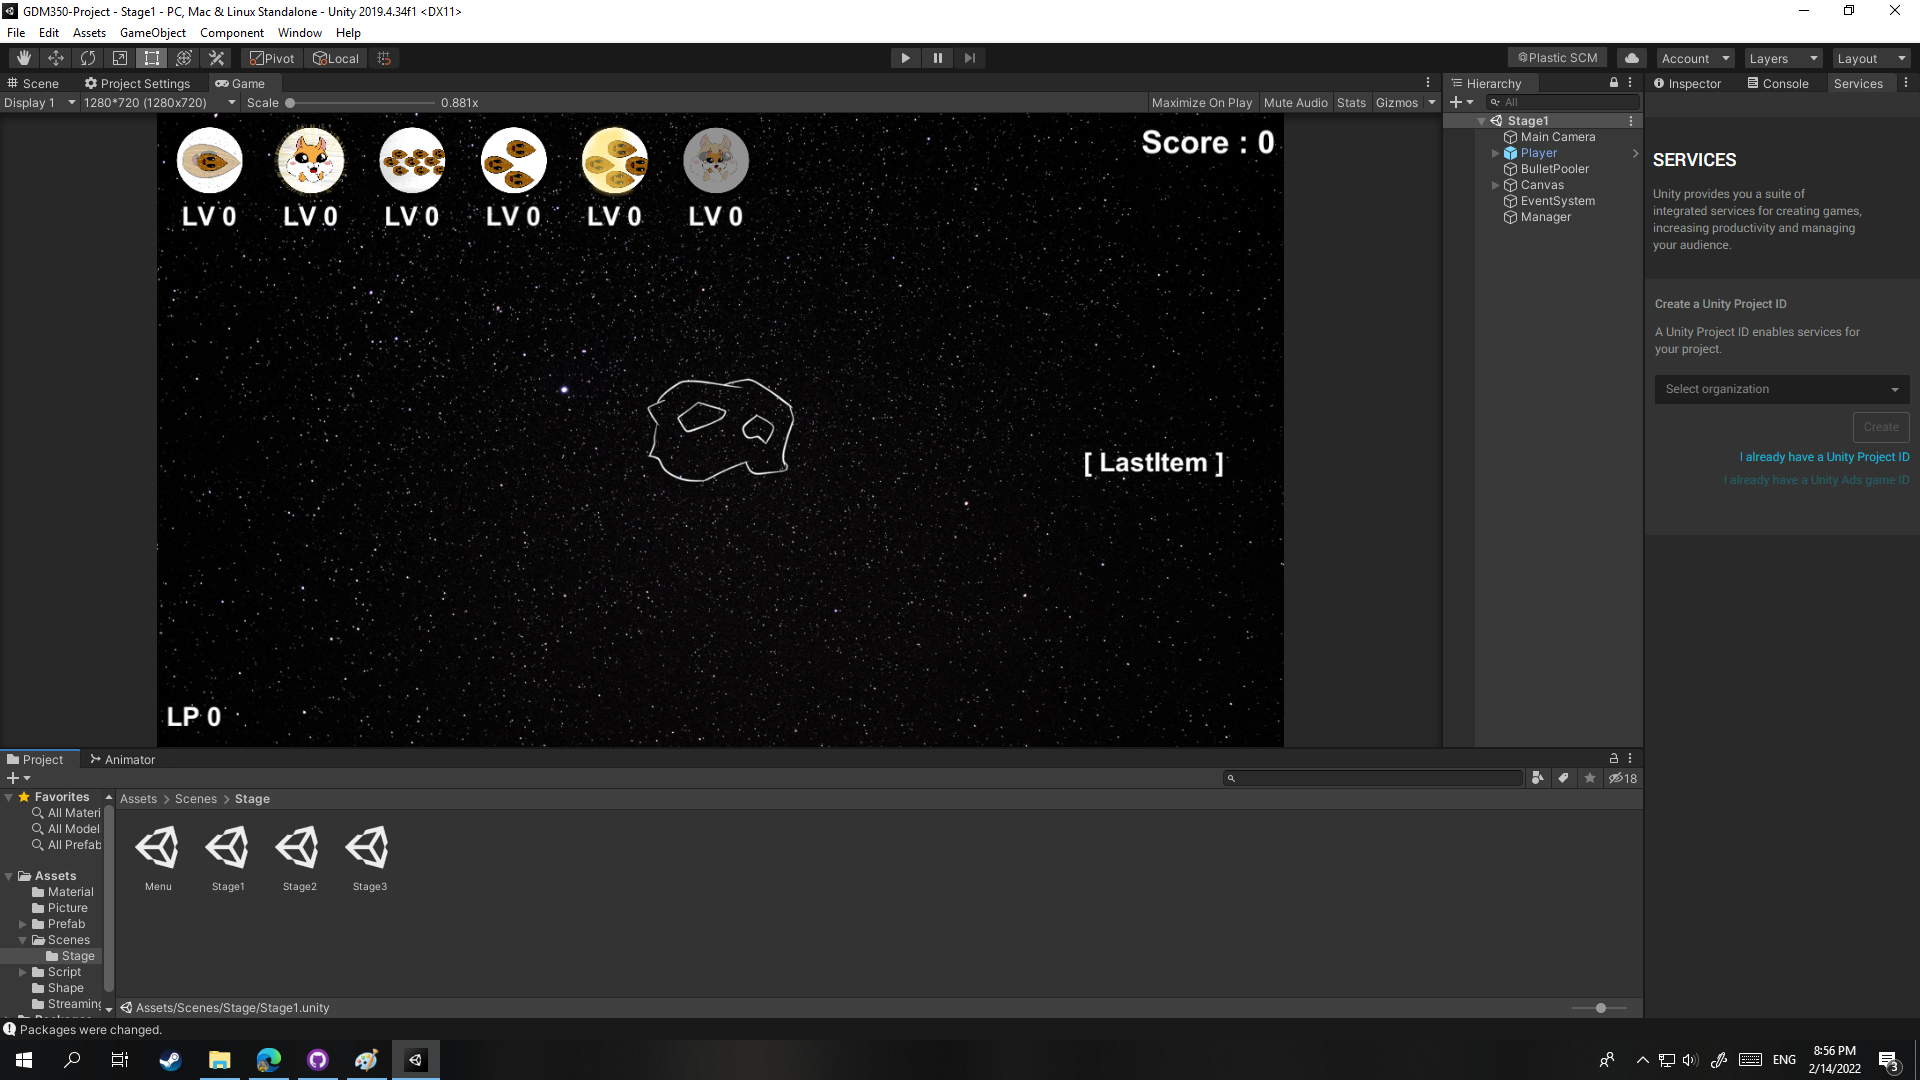 GDM350-Project - Stage1 - PC, Mac & Linux Standalone - Unity 2019.4.34f1 <DX11>
File Edit Assets GameObject Component Window Help
Pivot Local Plastic SCM Account Layers Layout
Scene Project Settings Game
Display 1 1280*720 (1280x720) Scale 0.881x Maximize On Play Mute Audio Stats Gizmos
Score : 0
LV 0 LV 0 LV 0 LV 0 LV 0 LV 0
[ LastItem ]
LP 0
Hierarchy
All
Stage1
Main Camera
Player
BulletPooler
Canvas
EventSystem
Manager
Inspector Console Services
SERVICES
Unity provides you a suite of
integrated services for creating games,
increasing productivity and managing
your audience.
Create a Unity Project ID
A Unity Project ID enables services for
your project.
Select organization
Create
I already have a Unity Project ID
I already have a Unity Ads game ID
Project Animator
18
Favorites
All Materi
All Model
All Prefab
Assets
Material
Picture
Prefab
Scenes
Stage
Script
Shape
Streaming
Assets > Scenes > Stage
Menu Stage1 Stage2 Stage3
Assets/Scenes/Stage/Stage1.unity
Packages were changed.
ENG
8:56 PM
2/14/2022
3